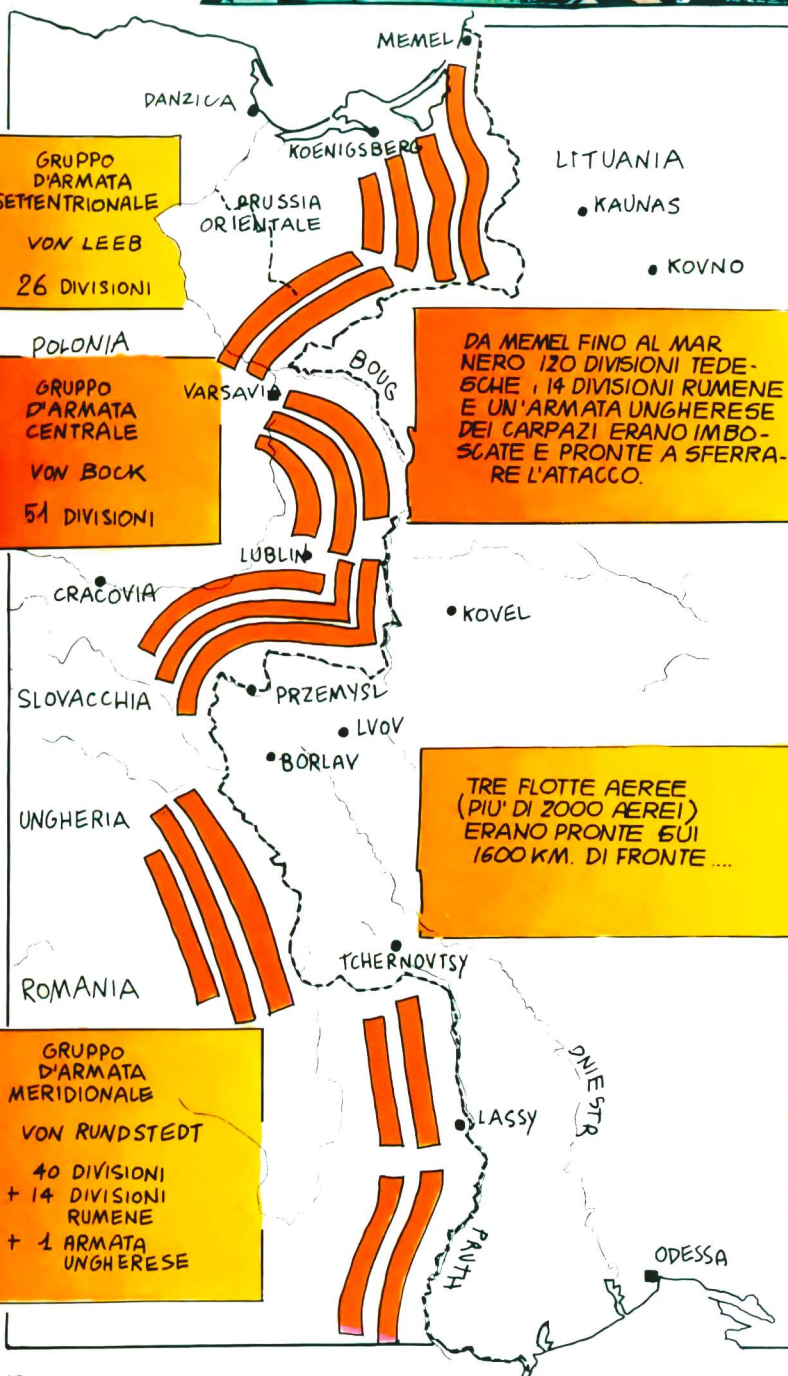 MEMEL
DANZICA
KOENIGSBERG
GRUPPO
D'ARMATA
SETTENTRIONALE
VON LEEB
26 DIVISIONI
PRUSSIA
ORIENTALE
LITUANIA
KAUNAS
KOVNO
POLONIA
BOUG
DA MEMEL FINO AL MAR
NERO 120 DIVISIONI TEDE-
SCHE, 14 DIVISIONI RUMENE
E UN'ARMATA UNGHERESE
DEI CARPAZI ERANO IMBO-
SCATE E PRONTE A SFERRA-
RE L'ATTACCO.
GRUPPO
D'ARMATA
CENTRALE
VON BOCK
51 DIVISIONI
VARSAVIA
LUBLIN
CRACOVIA
KOVEL
SLOVACCHIA
PRZEMYSL
LVOV
BORLAV
UNGHERIA
TRE FLOTTE AEREE
(PIU' DI 2000 AEREI)
ERANO PRONTE SUI
1600 KM. DI FRONTE....
TCHERNOVTSY
ROMANIA
GRUPPO
D'ARMATA
MERIDIONALE
VON RUNDSTEDT
40 DIVISIONI
+ 14 DIVISIONI
RUMENE
+ 1 ARMATA
UNGHERESE
DNIESTR
LASSY
PRUTH
ODESSA